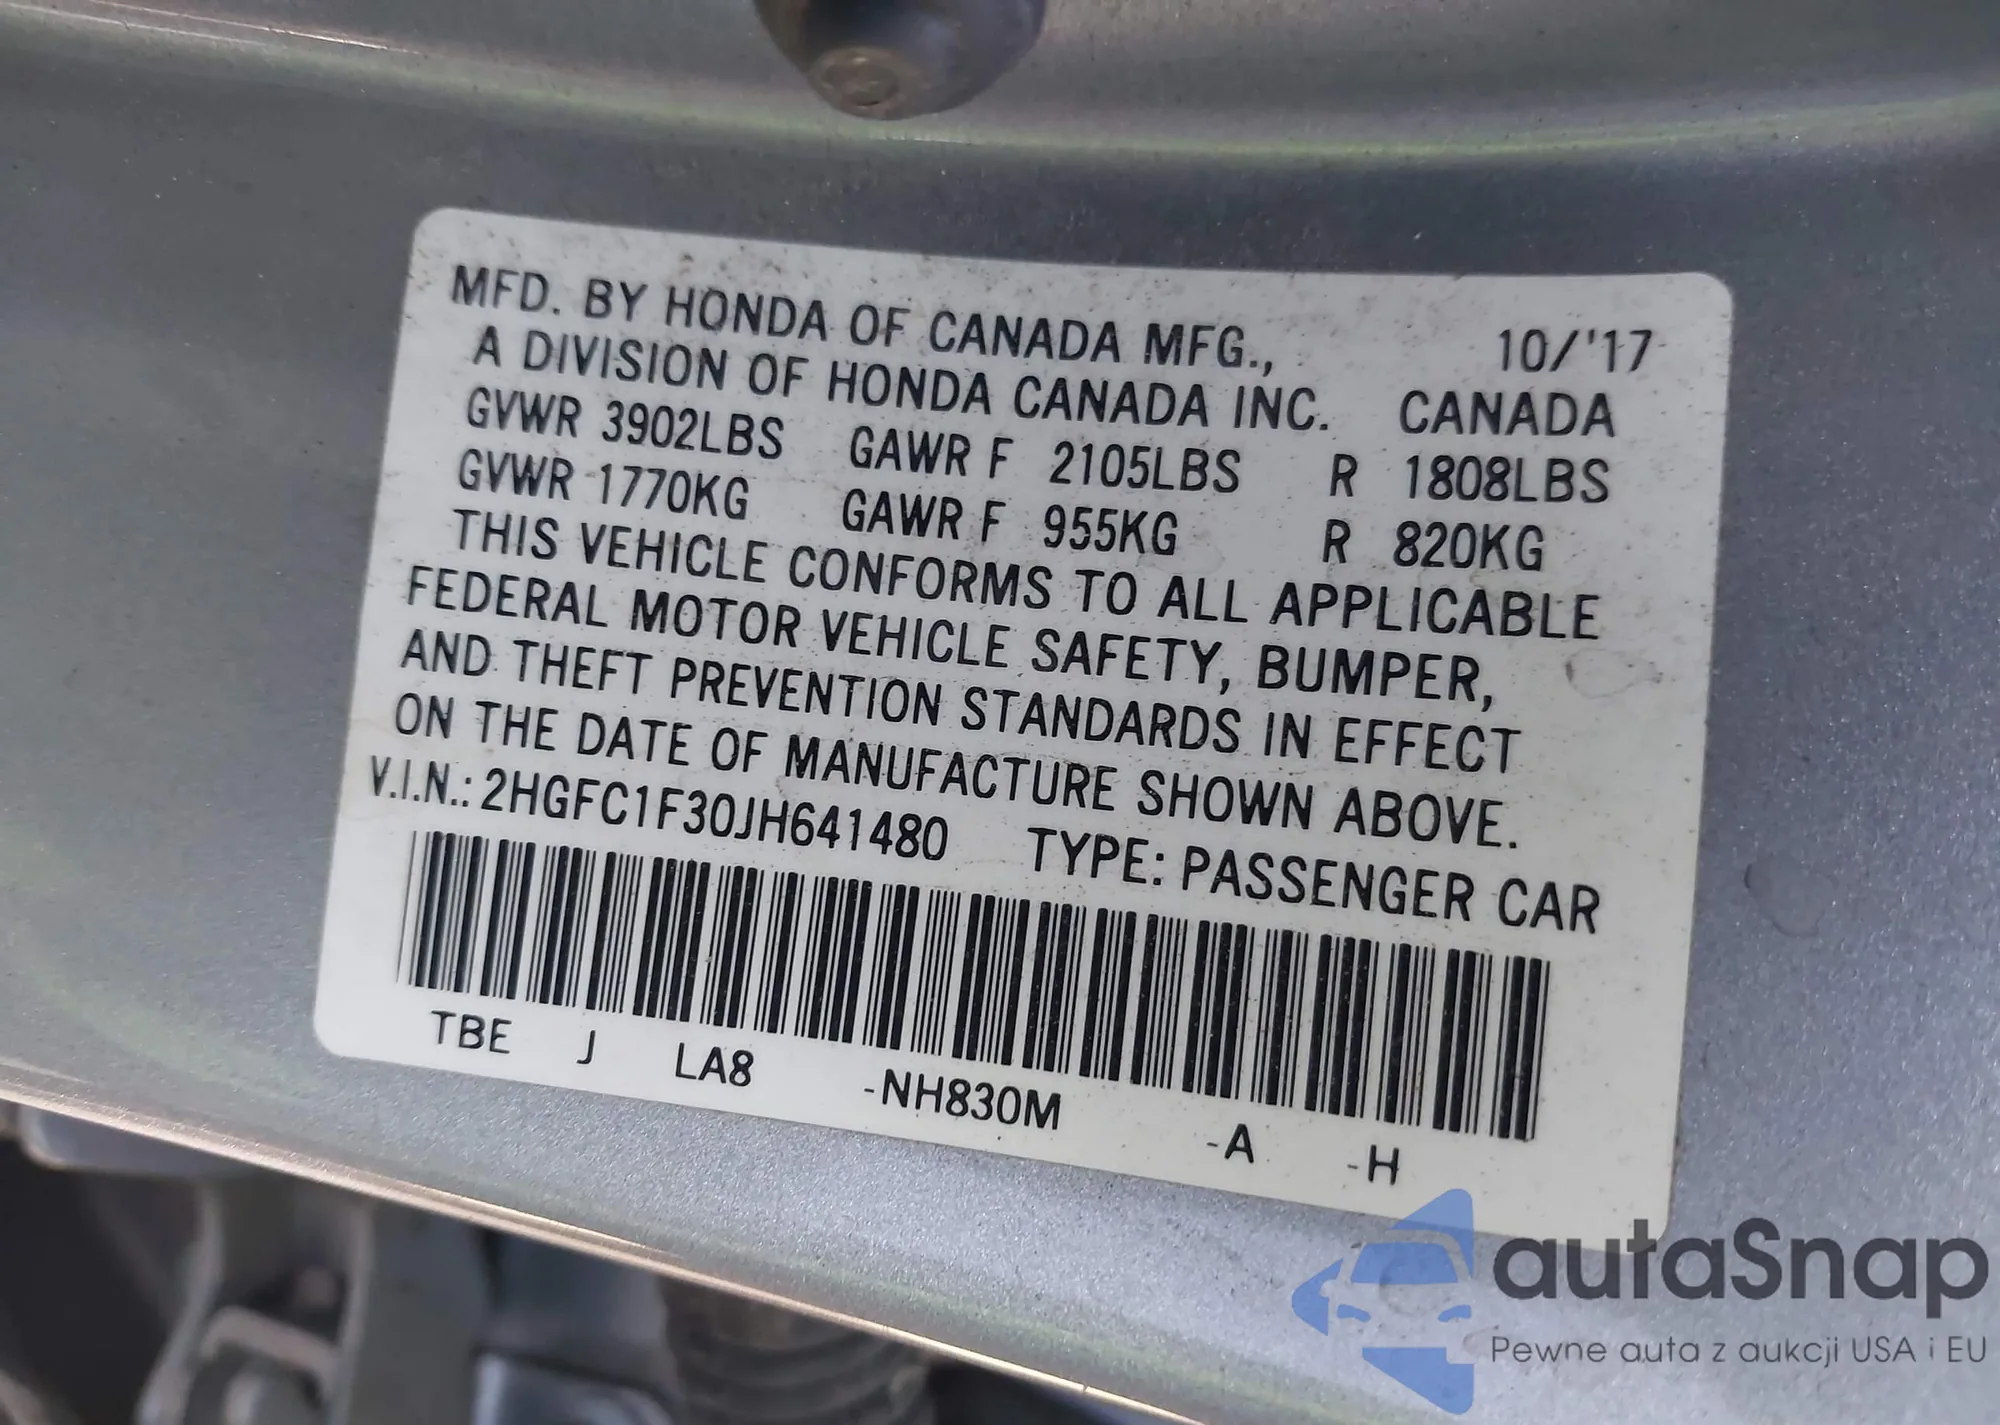 MFD. BY HONDA OF CANADA MFG., 10/'17
A DIVISION OF HONDA CANADA INC. CANADA
GVWR 3902LBS GAWR F 2105LBS R 1808LBS
GVWR 1770KG GAWR F 955KG R 820KG
THIS VEHICLE CONFORMS TO ALL APPLICABLE
FEDERAL MOTOR VEHICLE SAFETY, BUMPER,
AND THEFT PREVENTION STANDARDS IN EFFECT
ON THE DATE OF MANUFACTURE SHOWN ABOVE.
V.I.N.: 2HGFC1F30JH641480 TYPE: PASSENGER CAR
TBE J LA8 -NH830M -A -H
autaSnap
Pewne auta z aukcji USA i EU